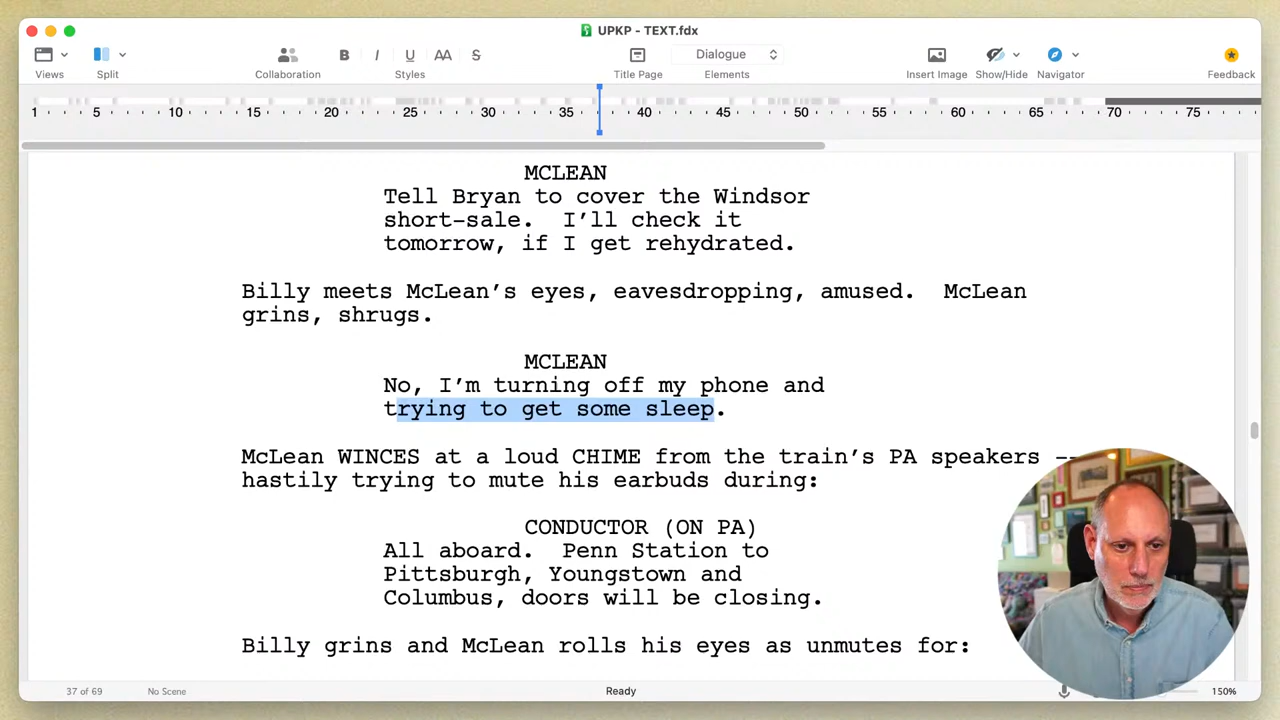 UPKP - TEXT.fdx
B I U AA S
Dialogue
Views Split Collaboration Styles Title Page Elements Insert Image Show/Hide Navigator Feedback
1 5 10 15 20 25 30 35 40 45 50 55 60 65 70 75
MCLEAN
Tell Bryan to cover the Windsor
short-sale.  I’ll check it
tomorrow, if I get rehydrated.
Billy meets McLean’s eyes, eavesdropping, amused.  McLean
grins, shrugs.
MCLEAN
No, I’m turning off my phone and
trying to get some sleep.
McLean WINCES at a loud CHIME from the train’s PA speakers --
hastily trying to mute his earbuds during:
CONDUCTOR (ON PA)
All aboard.  Penn Station to
Pittsburgh, Youngstown and
Columbus, doors will be closing.
Billy grins and McLean rolls his eyes as unmutes for:
37 of 69 No Scene Ready 150%